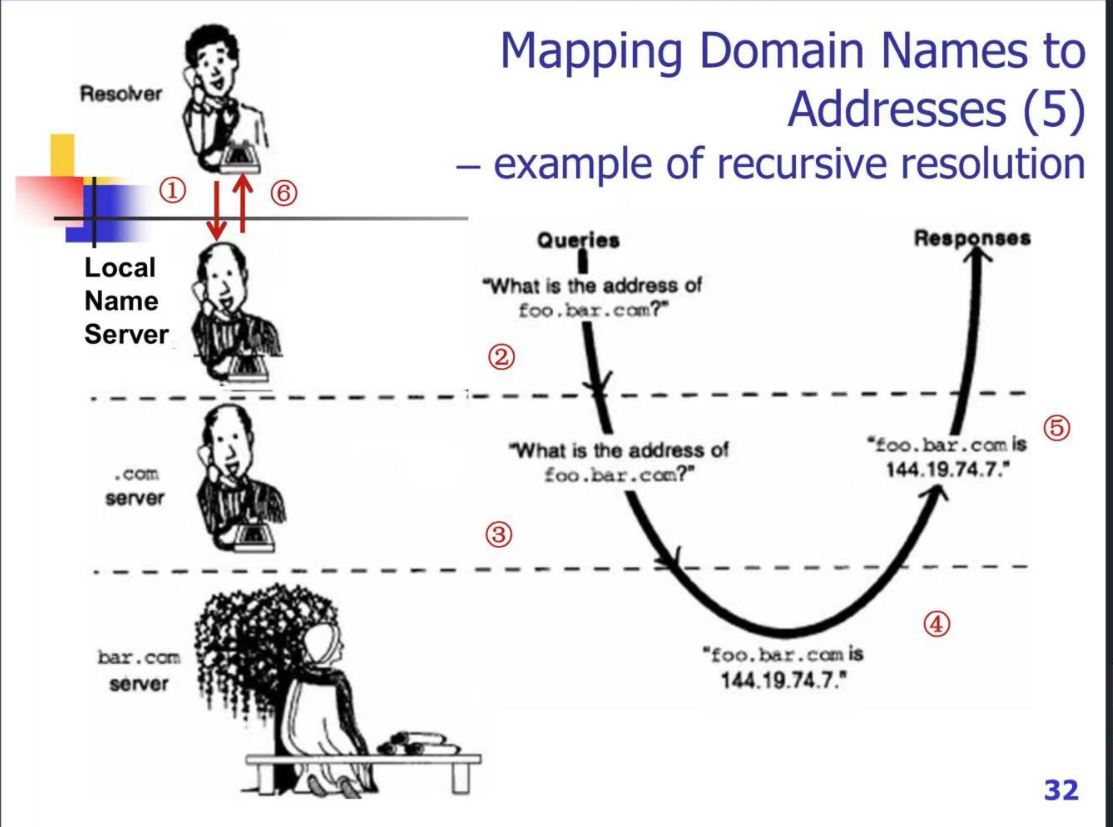 Mapping Domain Names to
Addresses (5)
– example of recursive resolution
Resolver
①
⑥
Local
Name
Server
Queries
Responses
"What is the address of
foo.bar.com?"
②
.com
server
"What is the address of
foo.bar.com?"
"foo.bar.com is
144.19.74.7."
⑤
③
bar.com
server
④
"foo.bar.com is
144.19.74.7."
32